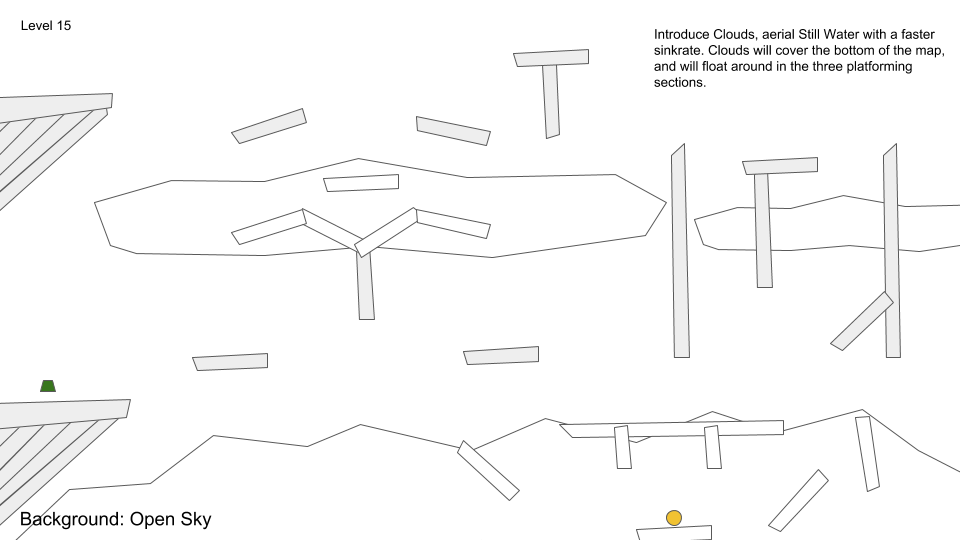 Level 15
Introduce Clouds, aerial Still Water with a faster
sinkrate. Clouds will cover the bottom of the map,
and will float around in the three platforming
sections.
Background: Open Sky